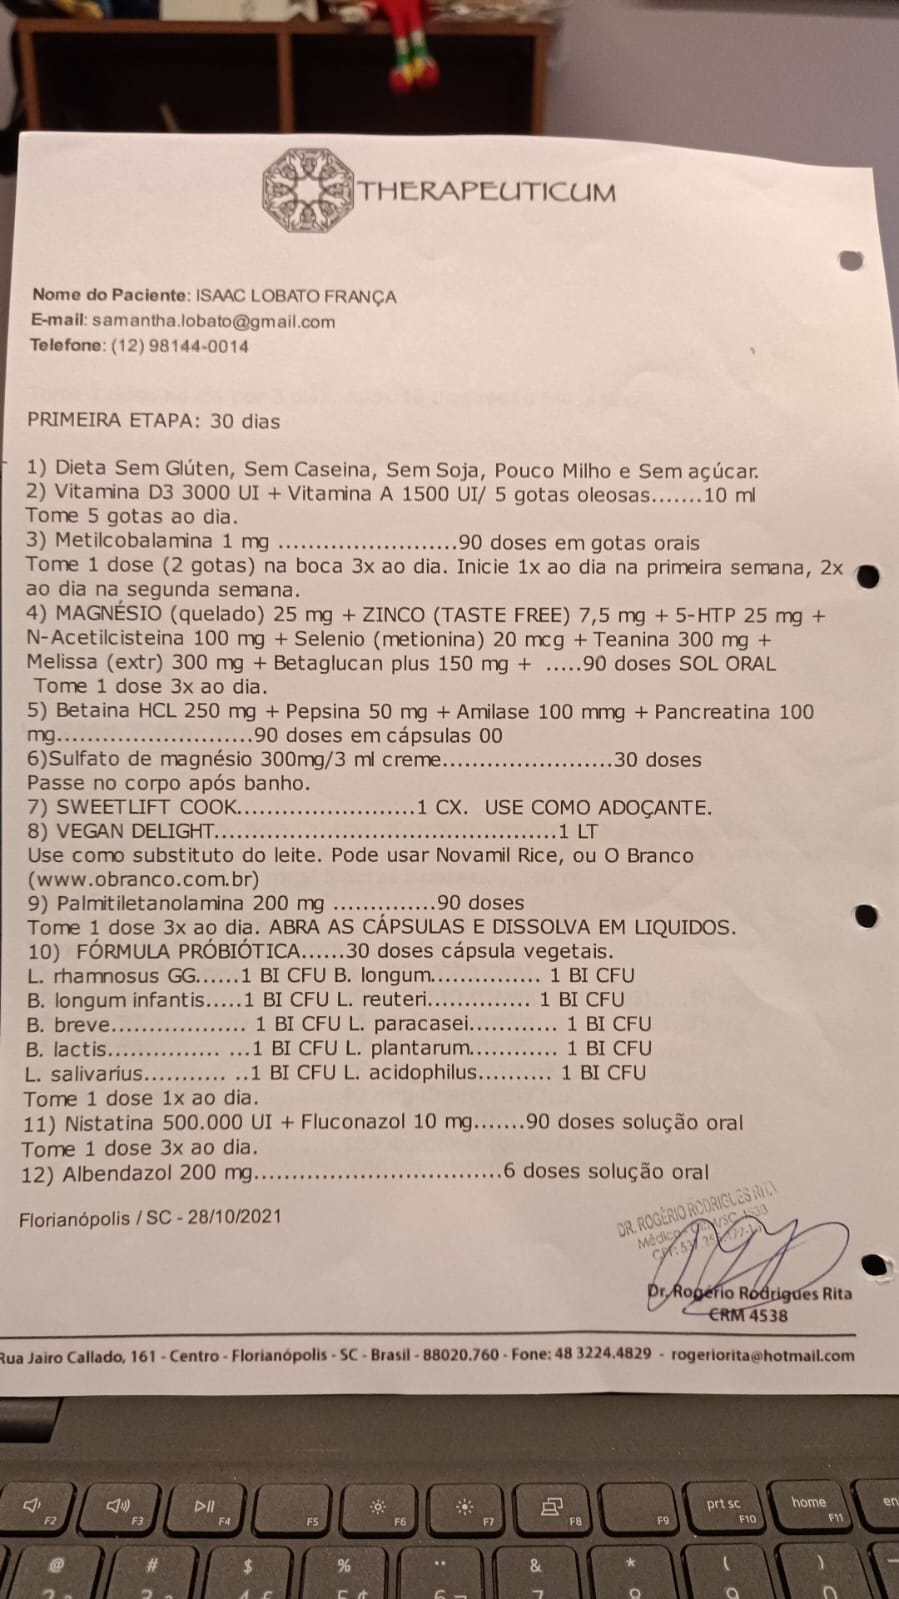 THERAPEUTICUM
Nome do Paciente: ISAAC LOBATO FRANÇA
E-mail: samantha.lobato@gmail.com
Telefone: (12) 98144-0014
PRIMEIRA ETAPA: 30 dias
1) Dieta Sem Glúten, Sem Caseina, Sem Soja, Pouco Milho e Sem açúcar.
2) Vitamina D3 3000 UI + Vitamina A 1500 UI/ 5 gotas oleosas.......10 ml
Tome 5 gotas ao dia.
3) Metilcobalamina 1 mg ........................90 doses em gotas orais
Tome 1 dose (2 gotas) na boca 3x ao dia. Inicie 1x ao dia na primeira semana, 2x
ao dia na segunda semana.
4) MAGNÉSIO (quelado) 25 mg + ZINCO (TASTE FREE) 7,5 mg + 5-HTP 25 mg +
N-Acetilcisteina 100 mg + Selenio (metionina) 20 mcg + Teanina 300 mg +
Melissa (extr) 300 mg + Betaglucan plus 150 mg + .....90 doses SOL ORAL
Tome 1 dose 3x ao dia.
5) Betaina HCL 250 mg + Pepsina 50 mg + Amilase 100 mmg + Pancreatina 100
mg...........................90 doses em cápsulas 00
6)Sulfato de magnésio 300mg/3 ml creme.......................30 doses
Passe no corpo após banho.
7) SWEETLIFT COOK........................1 CX. USE COMO ADOÇANTE.
8) VEGAN DELIGHT..............................................1 LT
Use como substituto do leite. Pode usar Novamil Rice, ou O Branco
(www.obranco.com.br)
9) Palmitiletanolamina 200 mg ..............90 doses
Tome 1 dose 3x ao dia. ABRA AS CÁPSULAS E DISSOLVA EM LIQUIDOS.
10) FÓRMULA PRÓBIÓTICA......30 doses cápsula vegetais.
L. rhamnosus GG......1 BI CFU B. longum............... 1 BI CFU
B. longum infantis.....1 BI CFU L. reuteri.............. 1 BI CFU
B. breve.................. 1 BI CFU L. paracasei............ 1 BI CFU
B. lactis............... ...1 BI CFU L. plantarum............ 1 BI CFU
L. salivarius........... ..1 BI CFU L. acidophilus.......... 1 BI CFU
Tome 1 dose 1x ao dia.
11) Nistatina 500.000 UI + Fluconazol 10 mg.......90 doses solução oral
Tome 1 dose 3x ao dia.
12) Albendazol 200 mg.................................6 doses solução oral
Florianópolis / SC - 28/10/2021
DR. ROGÉRIO RODRIGUES RITA
Dr. Rogério Rodrigues Rita
CRM 4538
Rua Jairo Callado, 161 - Centro - Florianópolis - SC - Brasil - 88020.760 - Fone: 48 3224.4829 - rogeriorita@hotmail.com
F2 F3 F4 F5 F6 F7 F8 F9 prt sc F10 home F11
@ # $ % & * ( )